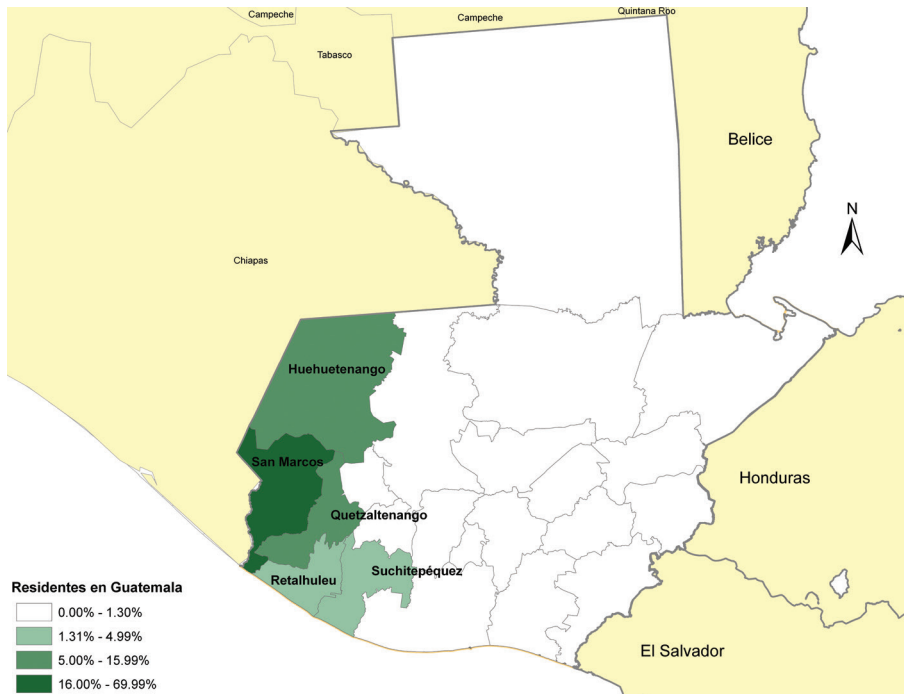 Campeche
Campeche
Quintana Roo
Tabasco
Belice
N
Chiapas
Huehuetenango
San Marcos
Honduras
Quetzaltenango
Suchitepéquez
Retalhuleu
El Salvador
Residentes en Guatemala
0.00% - 1.30%
1.31% - 4.99%
5.00% - 15.99%
16.00% - 69.99%